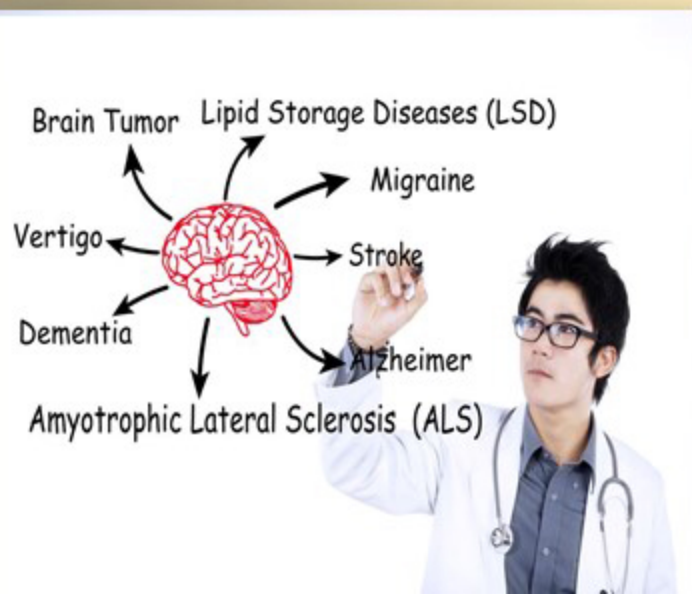 Brain Tumor
Lipid Storage Diseases (LSD)
Migraine
Vertigo
Stroke
Dementia
Alzheimer
Amyotrophic Lateral Sclerosis (ALS)